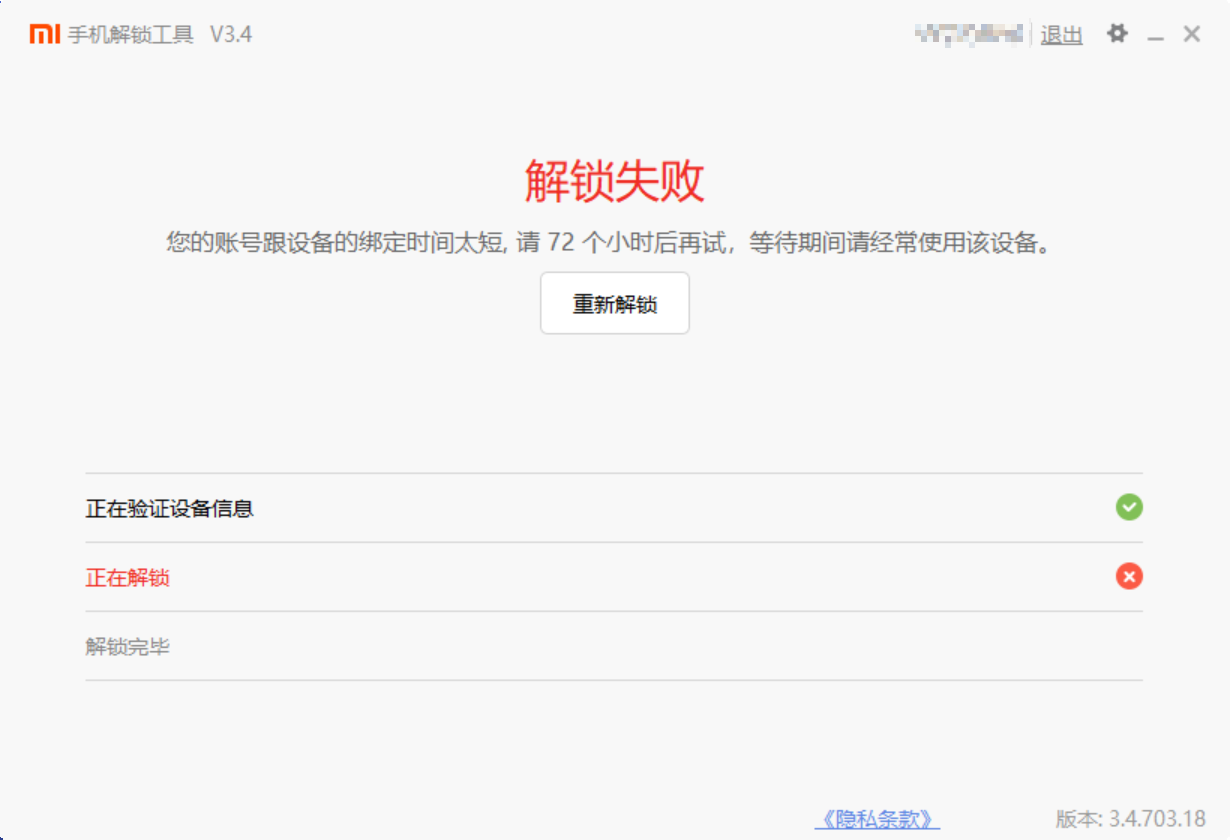 mi 手机解锁工具 V3.4 退出
解锁失败
您的账号跟设备的绑定时间太短, 请 72 个小时后再试，等待期间请经常使用该设备。
重新解锁
正在验证设备信息
正在解锁
解锁完毕
《隐私条款》 版本: 3.4.703.18